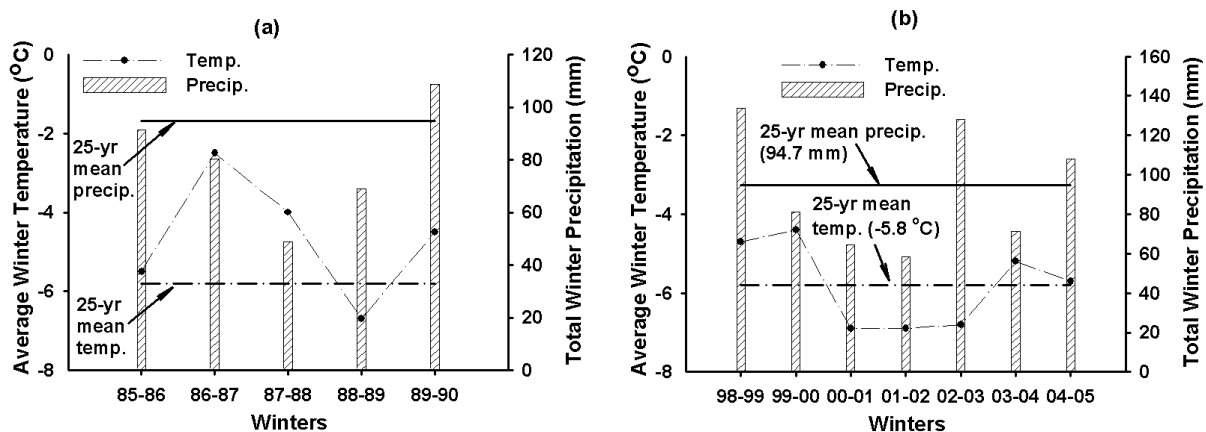 (a)
Average Winter Temperature (°C)
0
-2
-4
-6
-8
Temp.
Precip.
25-yr
mean
precip.
25-yr
mean
temp.
120
100
80
60
40
20
0
Total Winter Precipitation (mm)
85-86 86-87 87-88 88-89 89-90
Winters
(b)
Average Winter Temperature (°C)
0
-2
-4
-6
-8
Temp.
Precip.
25-yr mean precip.
(94.7 mm)
25-yr mean
temp. (-5.8 °C)
160
140
120
100
80
60
40
20
0
Total Winter Precipitation (mm)
98-99 99-00 00-01 01-02 02-03 03-04 04-05
Winters